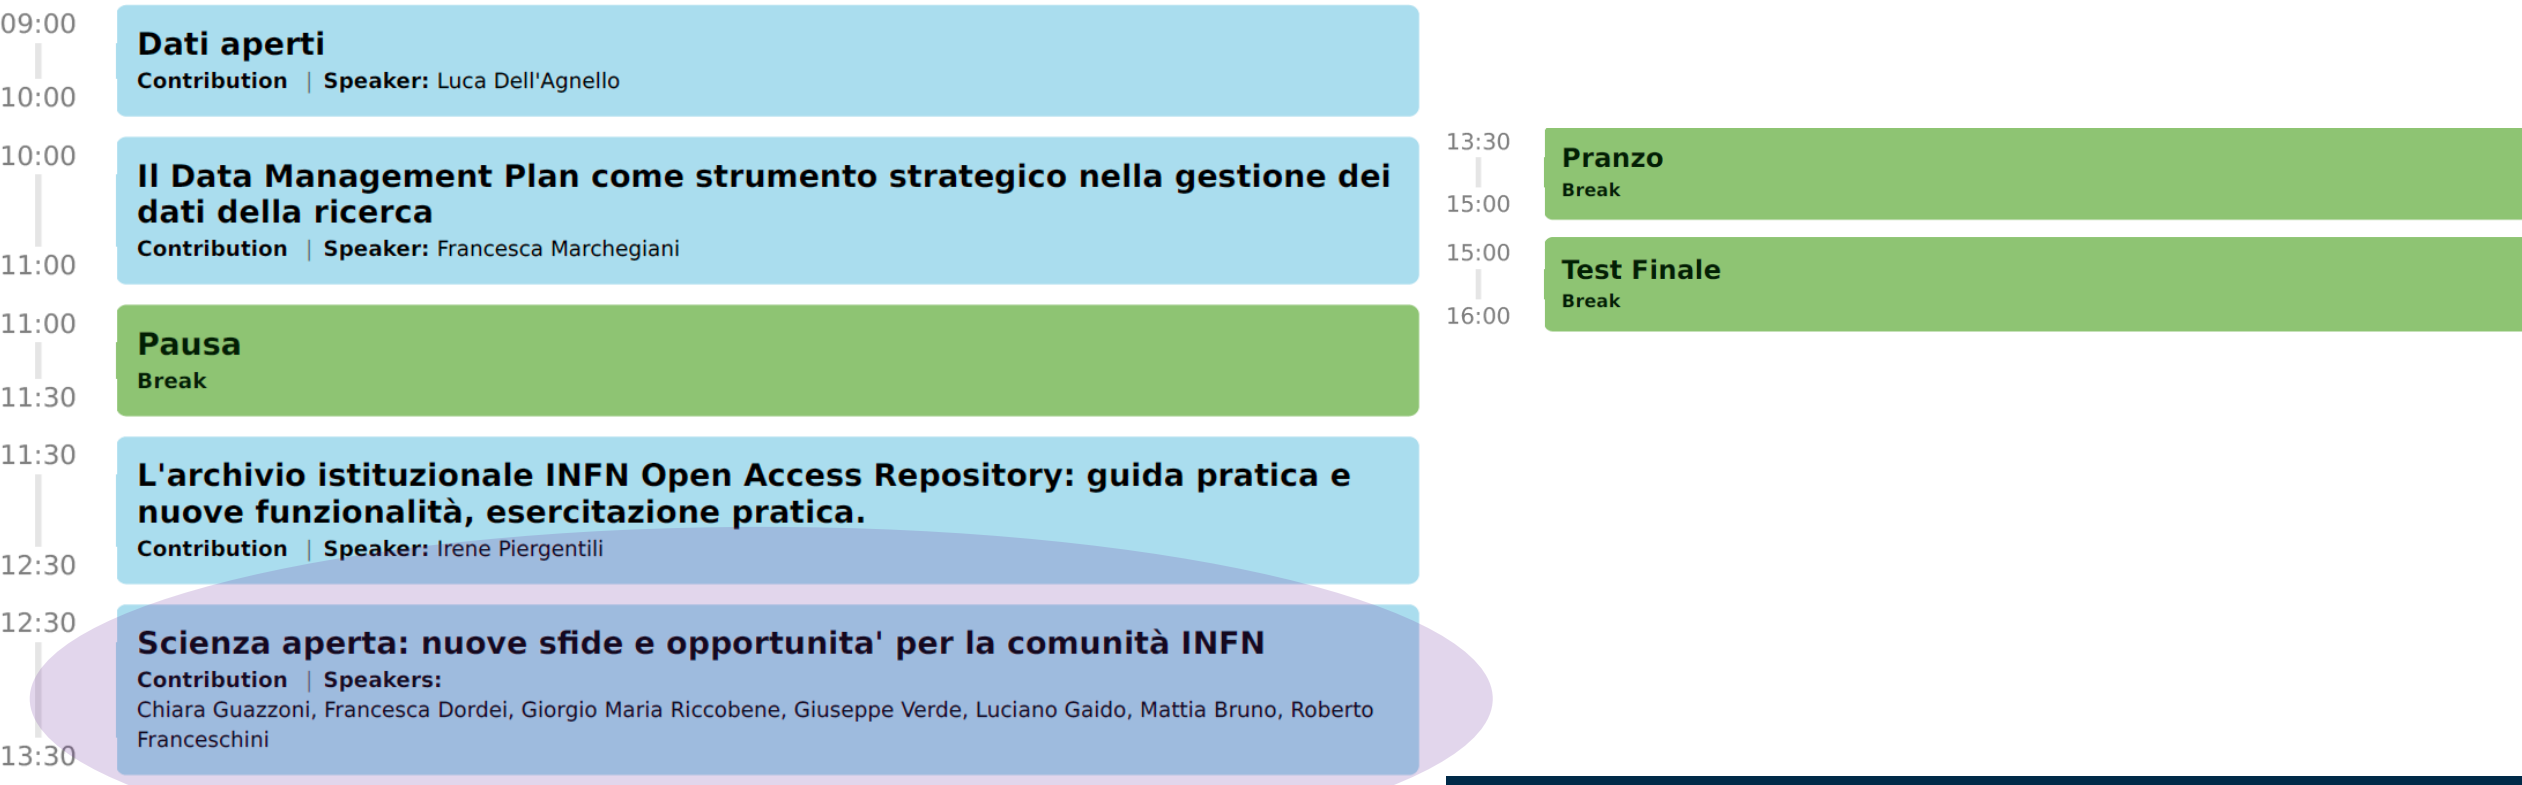 09:00
Dati aperti
Contribution | Speaker: Luca Dell'Agnello
10:00
10:00
Il Data Management Plan come strumento strategico nella gestione dei
dati della ricerca
Contribution | Speaker: Francesca Marchegiani
11:00
11:00
Pausa
Break
11:30
11:30
L'archivio istituzionale INFN Open Access Repository: guida pratica e
nuove funzionalità, esercitazione pratica.
Contribution | Speaker: Irene Piergentili
12:30
12:30
Scienza aperta: nuove sfide e opportunita' per la comunità INFN
Contribution | Speakers:
Chiara Guazzoni, Francesca Dordei, Giorgio Maria Riccobene, Giuseppe Verde, Luciano Gaido, Mattia Bruno, Roberto
Franceschini
13:30
13:30
Pranzo
Break
15:00
15:00
Test Finale
Break
16:00